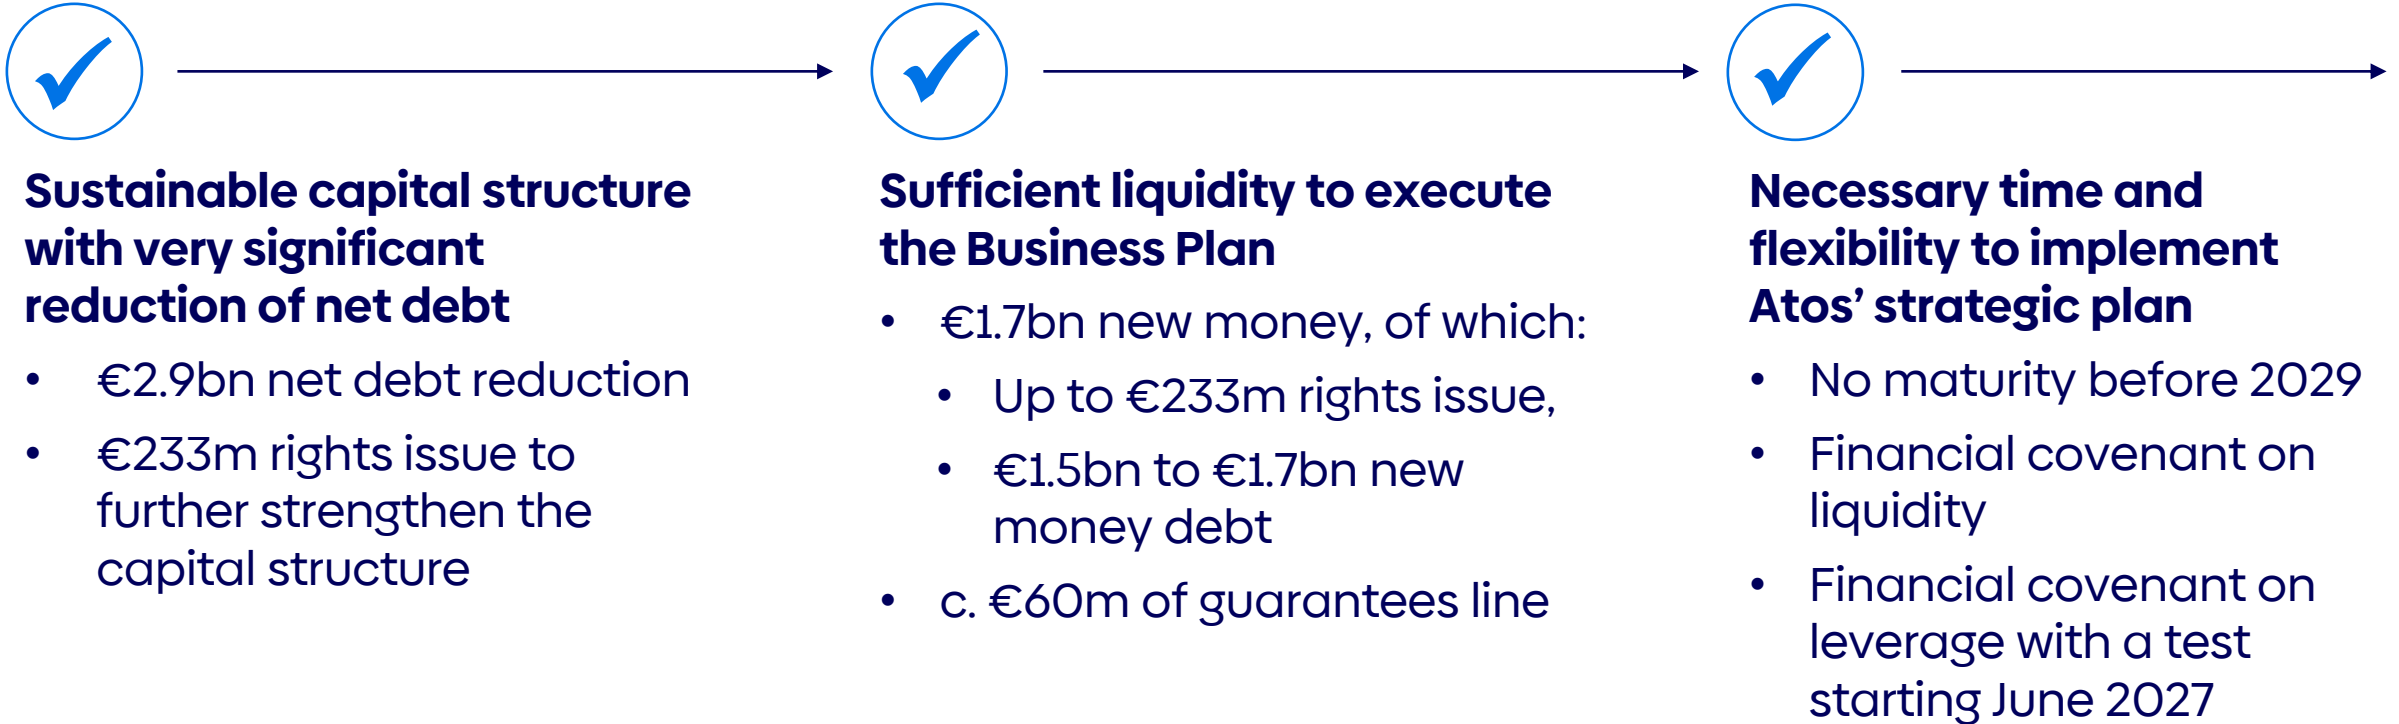 Sustainable capital structure
with very significant
reduction of net debt
• €2.9bn net debt reduction
• €233m rights issue to
further strengthen the
capital structure
Sufficient liquidity to execute
the Business Plan
• €1.7bn new money, of which:
• Up to €233m rights issue,
• €1.5bn to €1.7bn new
money debt
• c. €60m of guarantees line
Necessary time and
flexibility to implement
Atos’ strategic plan
• No maturity before 2029
• Financial covenant on
liquidity
• Financial covenant on
leverage with a test
starting June 2027